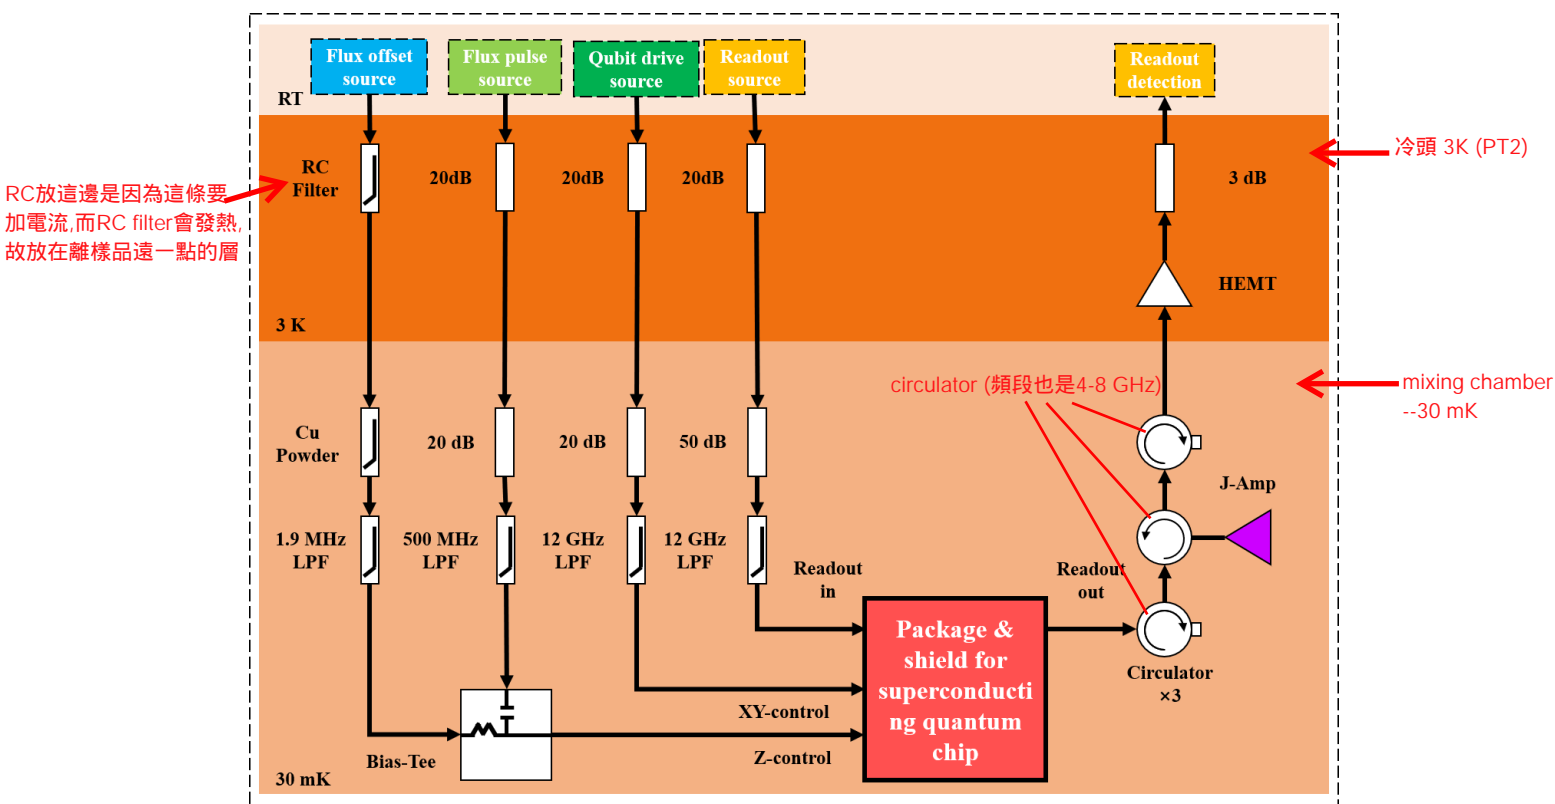 Flux offset
source
Flux pulse
source
Qubit drive
source
Readout
source
Readout
detection
RT
RC
Filter
20dB
20dB
20dB
3 dB
冷頭 3K (PT2)
RC放這邊是因為這條要
加電流,而RC filter會發熱,
故放在離樣品遠一點的層
HEMT
3 K
circulator (頻段也是4-8 GHz)
mixing chamber
--30 mK
Cu
Powder
20 dB
20 dB
50 dB
J-Amp
1.9 MHz
LPF
500 MHz
LPF
12 GHz
LPF
12 GHz
LPF
Readout
in
Readout
out
Package &
shield for
superconducti
ng quantum
chip
Circulator
×3
XY-control
Bias-Tee
Z-control
30 mK